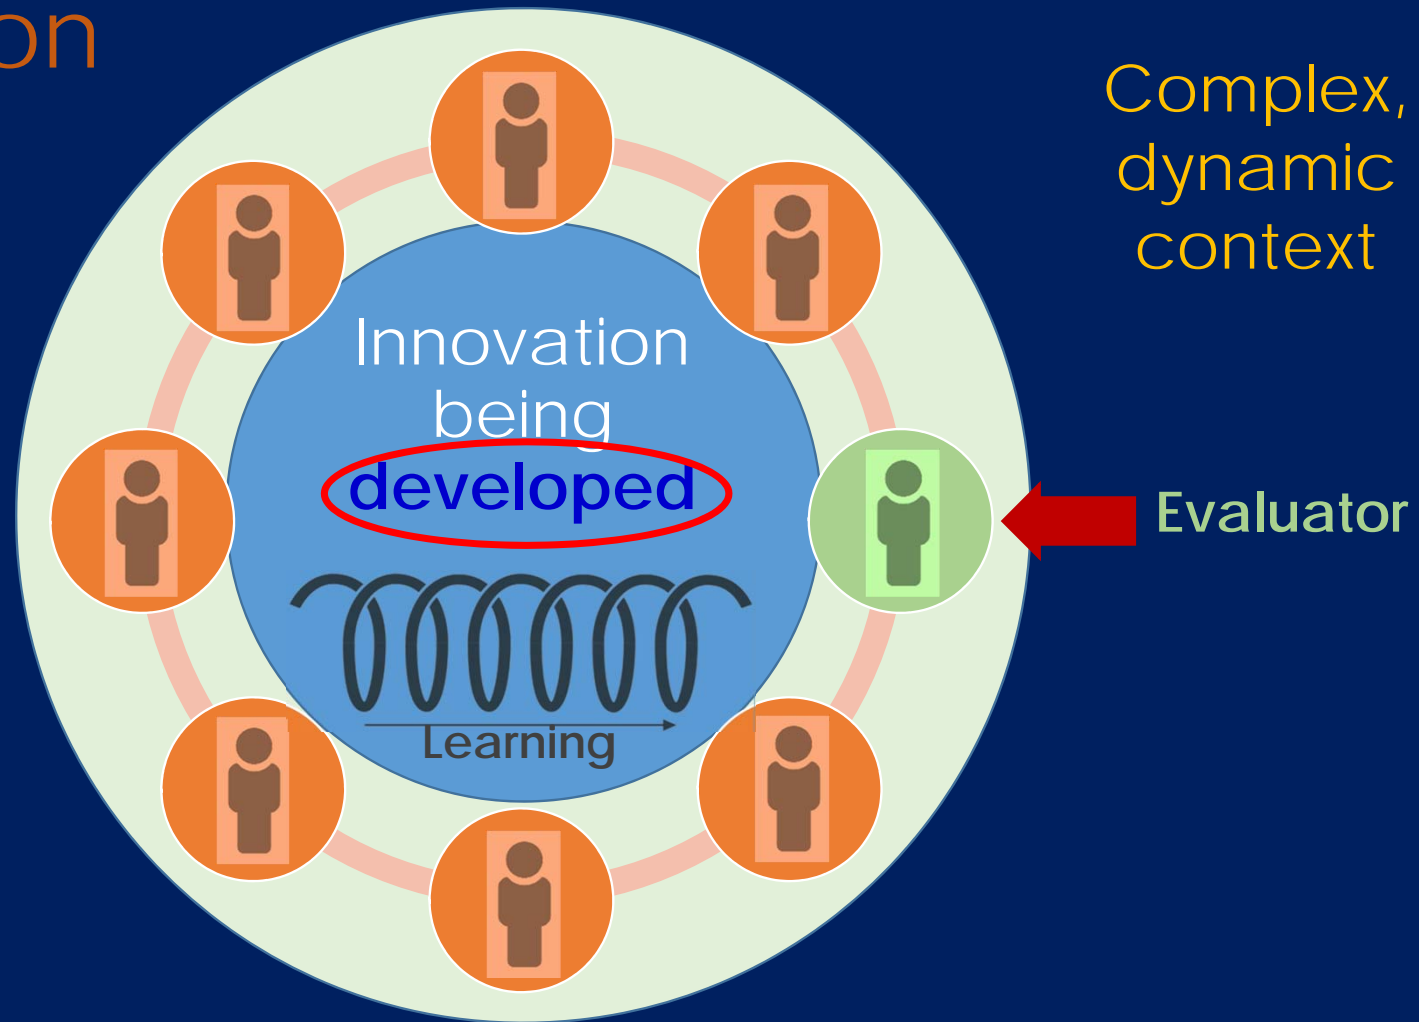 on
Complex,
dynamic
context
Innovation
being
developed
Evaluator
Learning